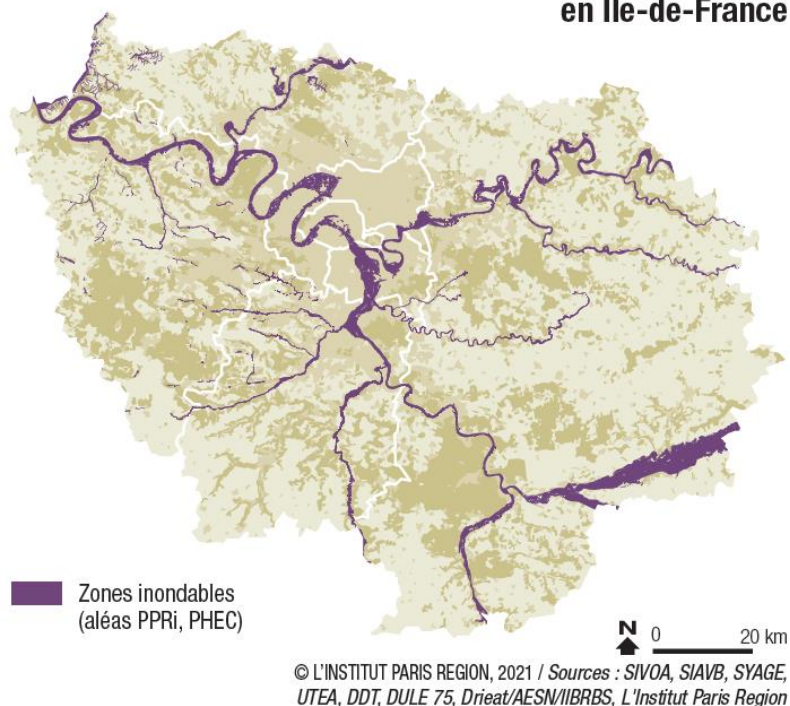 en Île-de-France
Zones inondables
(aléas PPRi, PHEC)
N 0 20 km
© L'INSTITUT PARIS REGION, 2021 / Sources : SIVOA, SIAVB, SYAGE,
UTEA, DDT, DULE 75, Drieat/AESN/IIBRBS, L'Institut Paris Region